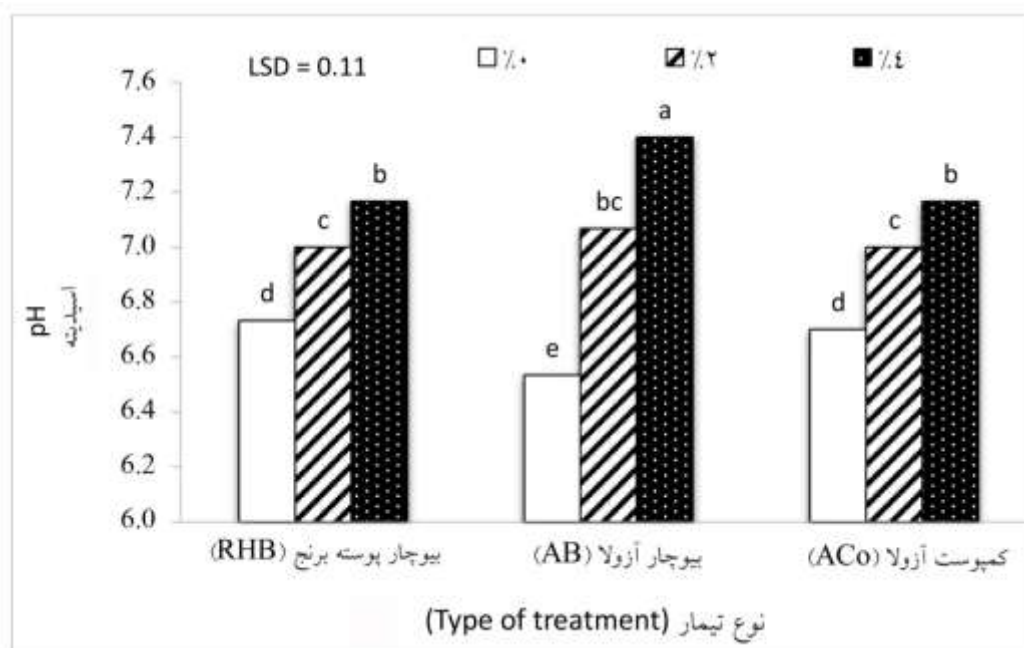 LSD = 0.11
٪۰
٪۲
٪٤
7.6
7.4
7.2
7.0
6.8
6.6
6.4
6.2
6.0
pH
اسیدیته
d
c
b
e
bc
a
d
c
b
بیوچار پوسته برنج (RHB)
بیوچار آزولا (AB)
کمپوست آزولا (ACo)
نوع تیمار (Type of treatment)